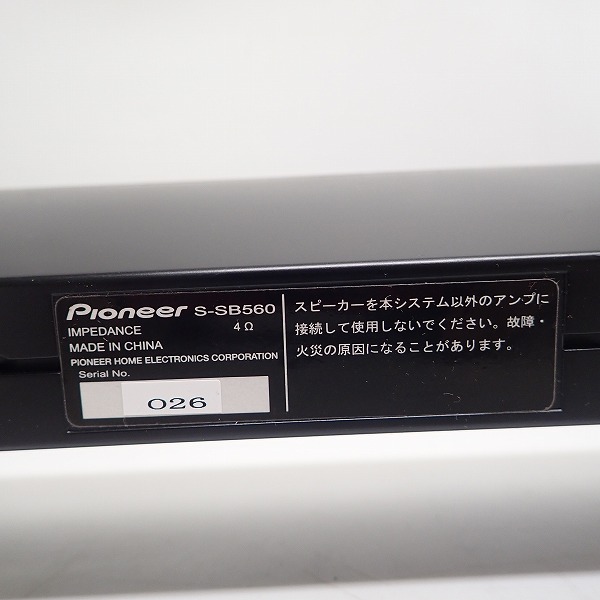 Pioneer S-SB560
IMPEDANCE 4Ω
MADE IN CHINA
PIONEER HOME ELECTRONICS CORPORATION
Serial No.
026
スピーカーを本システム以外のアンプに
接続して使用しないでください。故障・
火災の原因になることがあります。